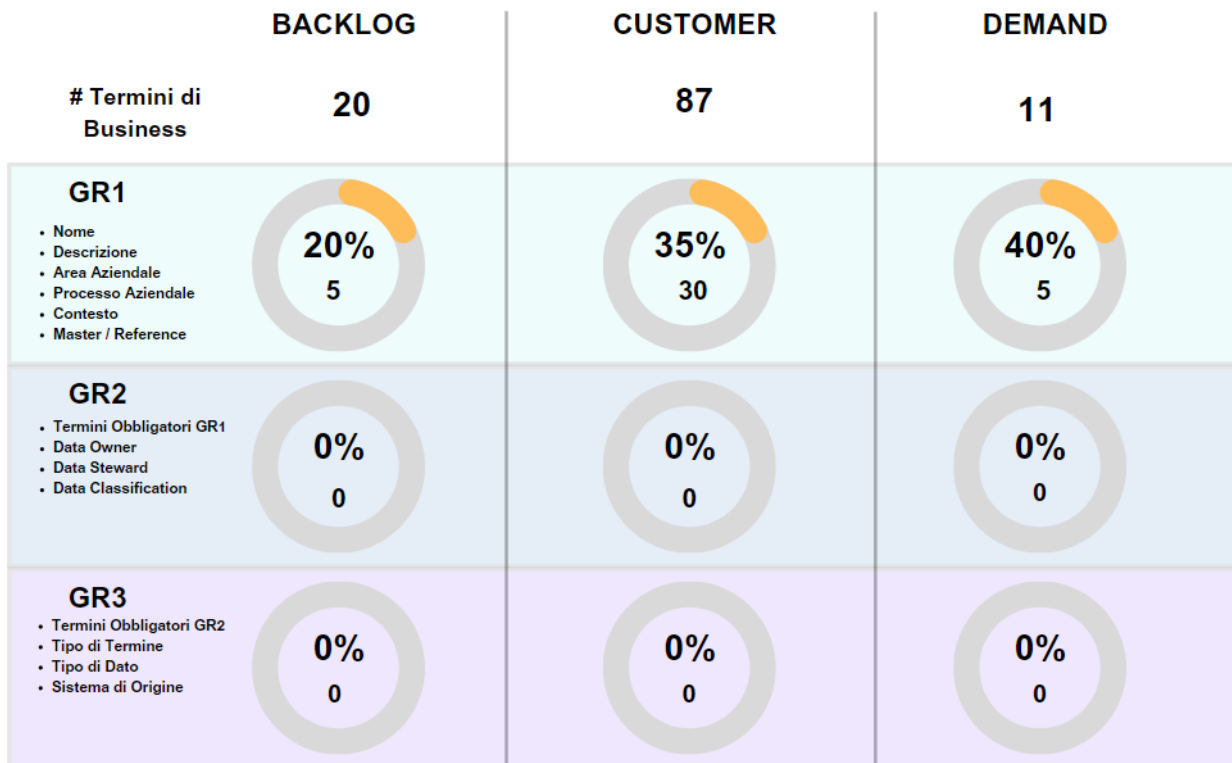 BACKLOG CUSTOMER DEMAND
# Termini di
Business
20 87 11
GR1
• Nome
• Descrizione
• Area Aziendale
• Processo Aziendale
• Contesto
• Master / Reference
20%
5
35%
30
40%
5
GR2
• Termini Obbligatori GR1
• Data Owner
• Data Steward
• Data Classification
0%
0
0%
0
0%
0
GR3
• Termini Obbligatori GR2
• Tipo di Termine
• Tipo di Dato
• Sistema di Origine
0%
0
0%
0
0%
0